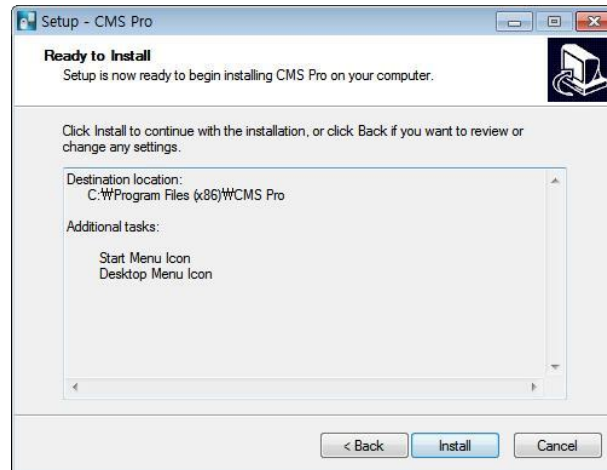 Setup - CMS Pro
Ready to Install
Setup is now ready to begin installing CMS Pro on your computer.
Click Install to continue with the installation, or click Back if you want to review or
change any settings.
Destination location:
C:₩Program Files (x86)₩CMS Pro
Additional tasks:
Start Menu Icon
Desktop Menu Icon
< Back
Install
Cancel